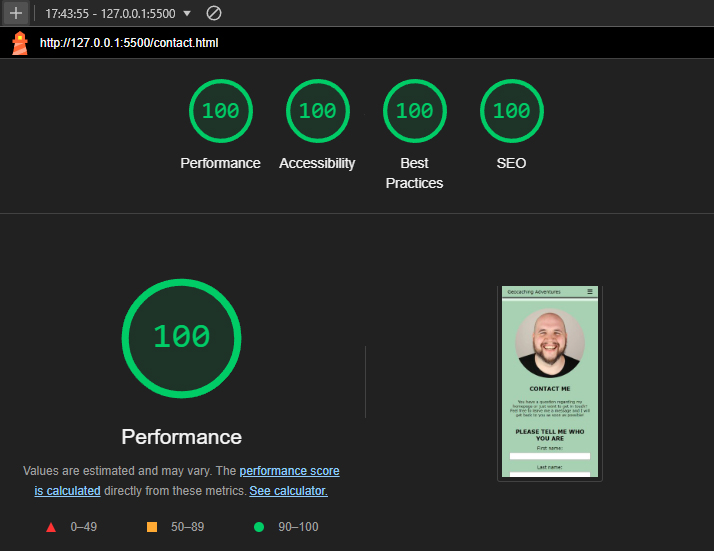 17:43:55 - 127.0.0.1:5500
http://127.0.0.1:5500/contact.html
100 100 100 100
Performance Accessibility Best Practices SEO
100
Performance
Values are estimated and may vary. The performance score
is calculated directly from these metrics. See calculator.
0–49 50–89 90–100
Geocaching Adventures
CONTACT ME
You have a question regarding my
homepage or just want to get in touch?
Feel free to leave me a message and I will
get back to you as soon as possible!
PLEASE TELL ME WHO
YOU ARE
First name:
Last name: